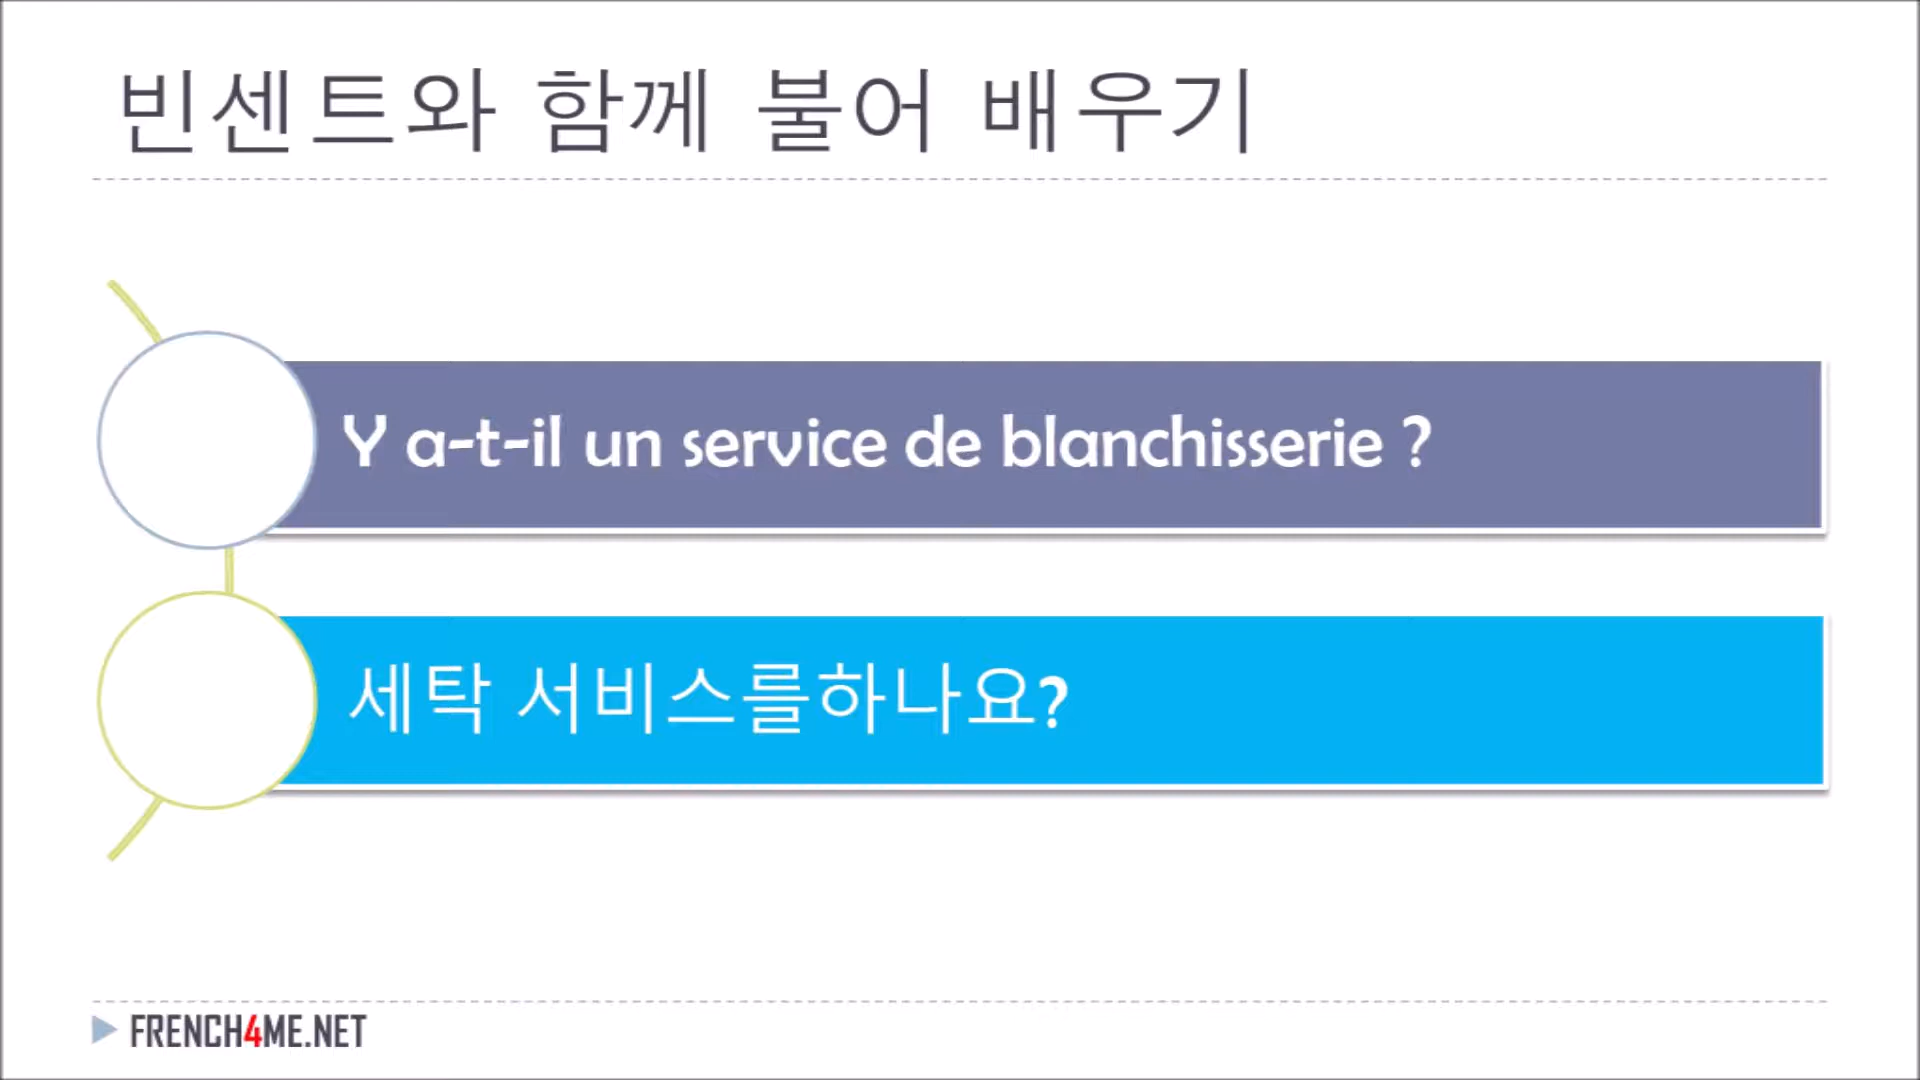 빈센트와 함께 불어 배우기
Y a-t-il un service de blanchisserie ?
세탁 서비스를하나요?
FRENCH4ME.NET